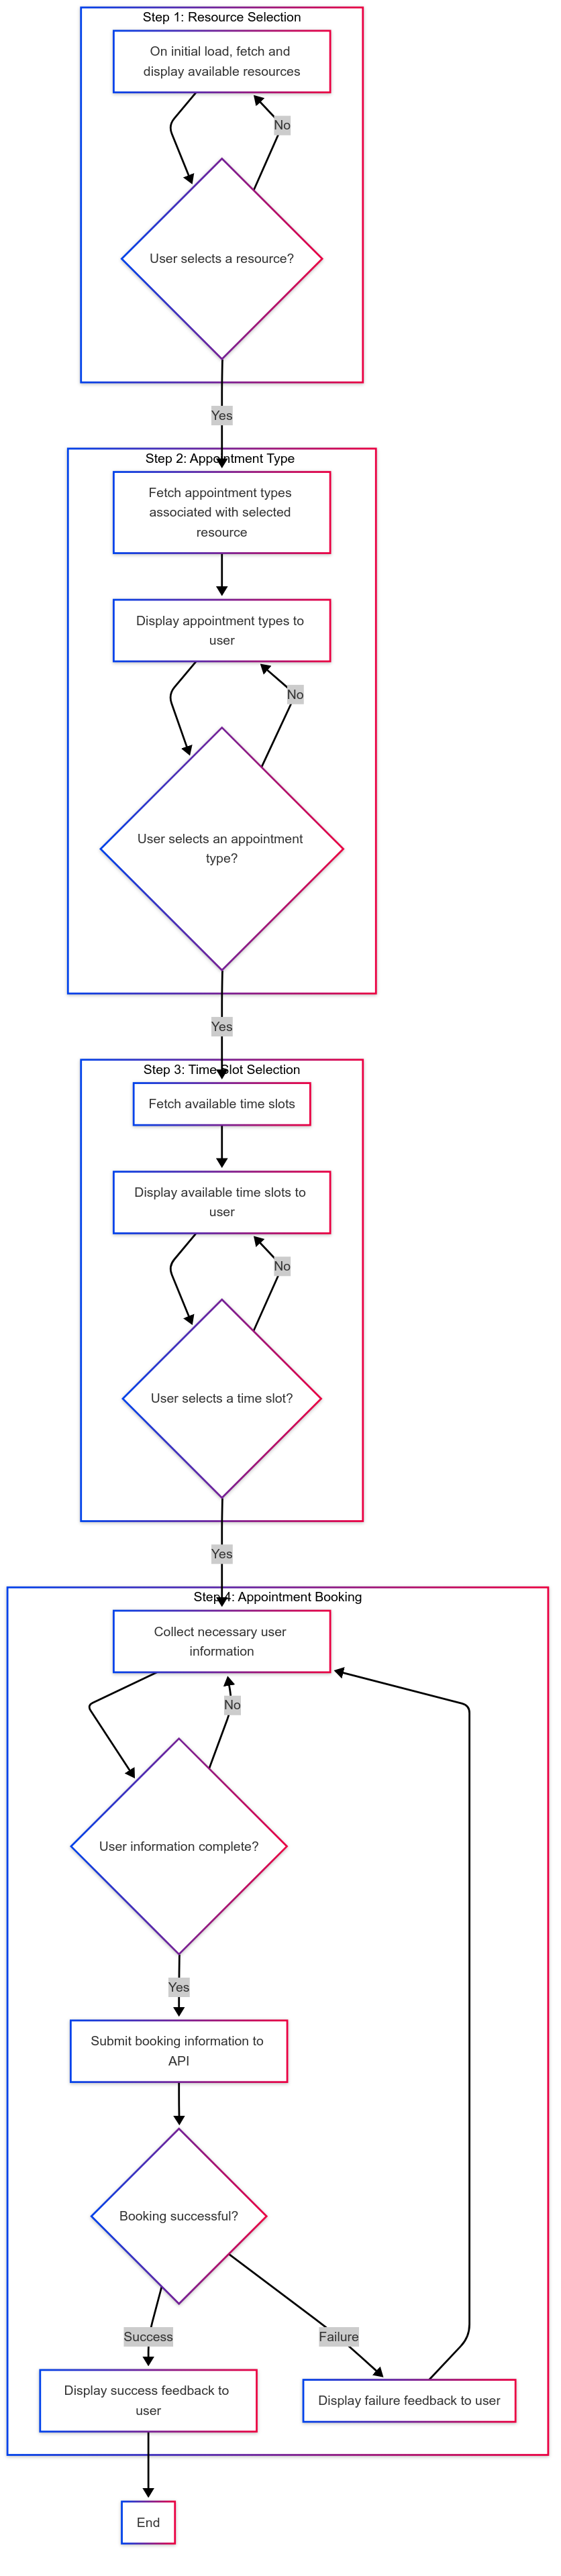 Step 1: Resource Selection
On initial load, fetch and
display available resources
No
User selects a resource?
Yes
Step 2: Appointment Type
Fetch appointment types
associated with selected
resource
Display appointment types to
user
No
User selects an appointment
type?
Yes
Step 3: Time Slot Selection
Fetch available time slots
Display available time slots to
user
No
User selects a time slot?
Yes
Step 4: Appointment Booking
Collect necessary user
information
No
User information complete?
Yes
Submit booking information to
API
Booking successful?
Success
Failure
Display success feedback to
user
Display failure feedback to user
End